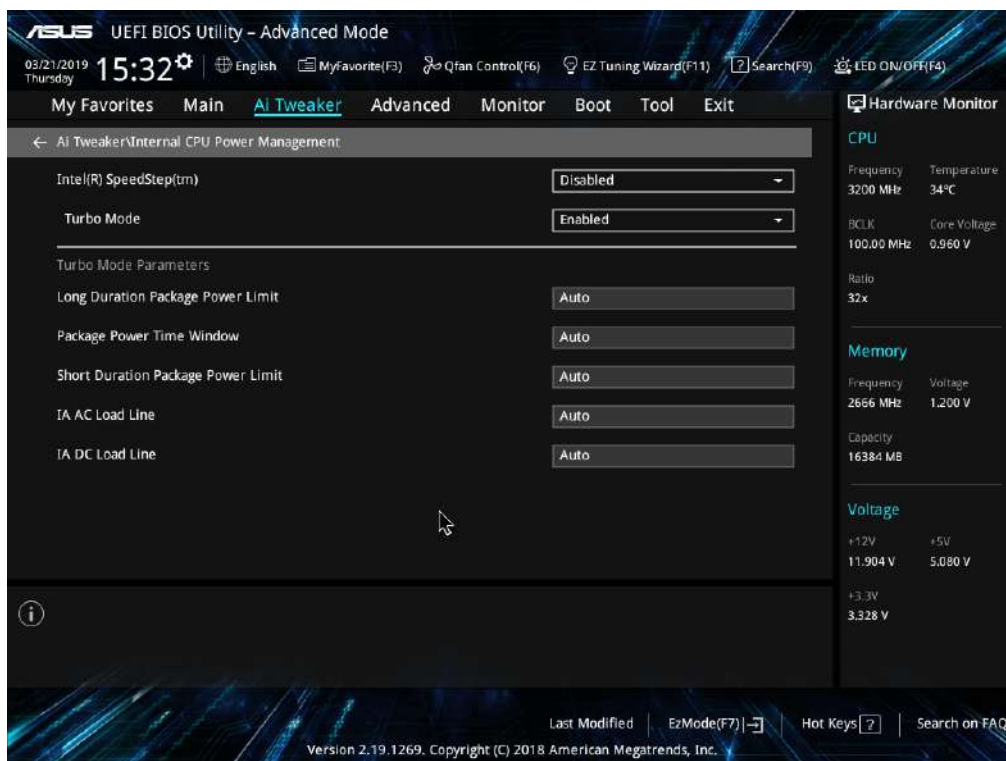 ASUS UEFI BIOS Utility – Advanced Mode
03/21/2019 Thursday 15:32 English MyFavorite(F3) Qfan Control(F6) EZ Tuning Wizard(F11) ? Search(F9) LED ON/OFF(F4)
My Favorites Main Ai Tweaker Advanced Monitor Boot Tool Exit
← Ai Tweaker\Internal CPU Power Management
Intel(R) SpeedStep(tm) Disabled
Turbo Mode Enabled
Turbo Mode Parameters
Long Duration Package Power Limit Auto
Package Power Time Window Auto
Short Duration Package Power Limit Auto
IA AC Load Line Auto
IA DC Load Line Auto
Hardware Monitor
CPU
Frequency Temperature
3200 MHz 34°C
BCLK Core Voltage
100.00 MHz 0.960 V
Ratio
32x
Memory
Frequency Voltage
2666 MHz 1.200 V
Capacity
16384 MB
Voltage
+12V +5V
11.904 V 5.080 V
+3.3V
3.328 V
Last Modified EzMode(F7) Hot Keys ? Search on FAQ
Version 2.19.1269. Copyright (C) 2018 American Megatrends, Inc.